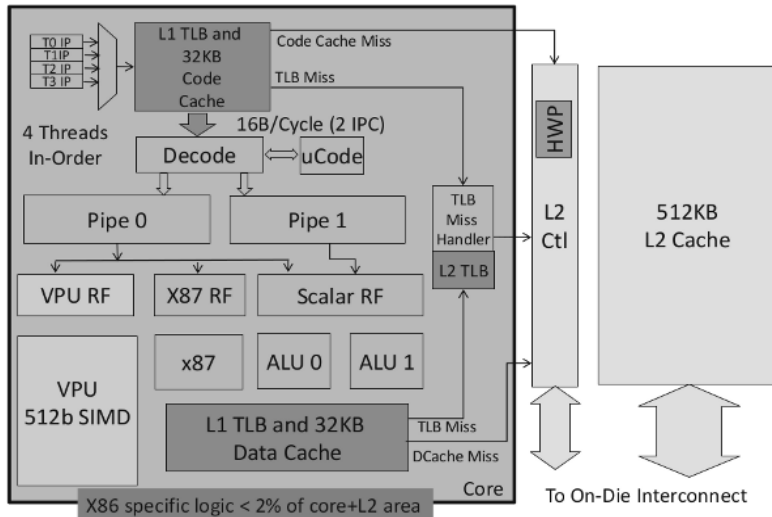 T0 IP
T1IP
T2 IP
T3 IP
L1 TLB and
32KB
Code
Cache
Code Cache Miss
TLB Miss
4 Threads
In-Order
16B/Cycle (2 IPC)
Decode
uCode
Pipe 0
Pipe 1
TLB
Miss
Handler
L2 TLB
HWP
L2
Ctl
512KB
L2 Cache
VPU RF
X87 RF
Scalar RF
VPU
512b SIMD
x87
ALU 0
ALU 1
L1 TLB and 32KB
Data Cache
TLB Miss
DCache Miss
Core
To On-Die Interconnect
X86 specific logic < 2% of core+L2 area